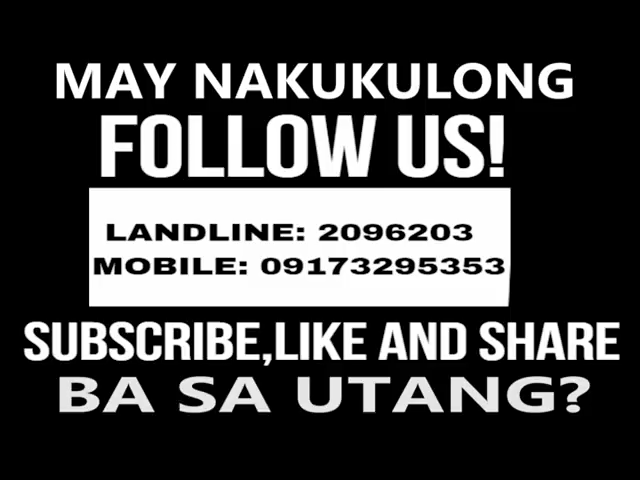 MAY NAKUKULONG
FOLLOW US!
LANDLINE: 2096203
MOBILE: 09173295353
SUBSCRIBE,LIKE AND SHARE
BA SA UTANG?